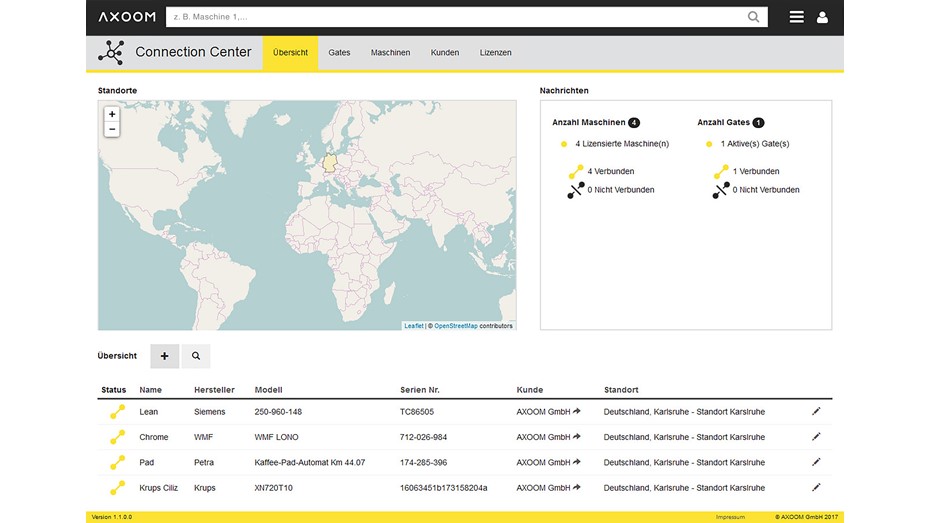 AXOOM
z. B. Maschine 1,...
Connection Center
Übersicht Gates Maschinen Kunden Lizenzen
Standorte
Nachrichten
+
−
Anzahl Maschinen 4
4 Lizensierte Maschine(n)
4 Verbunden
0 Nicht Verbunden
Anzahl Gates 1
1 Aktive(s) Gate(s)
1 Verbunden
0 Nicht Verbunden
Leaflet | © OpenStreetMap contributors
Übersicht +
Status Name Hersteller Modell Serien Nr. Kunde Standort
Lean Siemens 250-960-148 TC86505 AXOOM GmbH Deutschland, Karlsruhe - Standort Karslruhe
Chrome WMF WMF LONO 712-026-984 AXOOM GmbH Deutschland, Karlsruhe - Standort Karslruhe
Pad Petra Kaffee-Pad-Automat Km 44.07 174-285-396 AXOOM GmbH Deutschland, Karlsruhe - Standort Karslruhe
Krups Ciliz Krups XN720T10 16063451b173158204a AXOOM GmbH Deutschland, Karlsruhe - Standort Karslruhe
Version 1.1.0.0 Impressum © AXOOM GmbH 2017